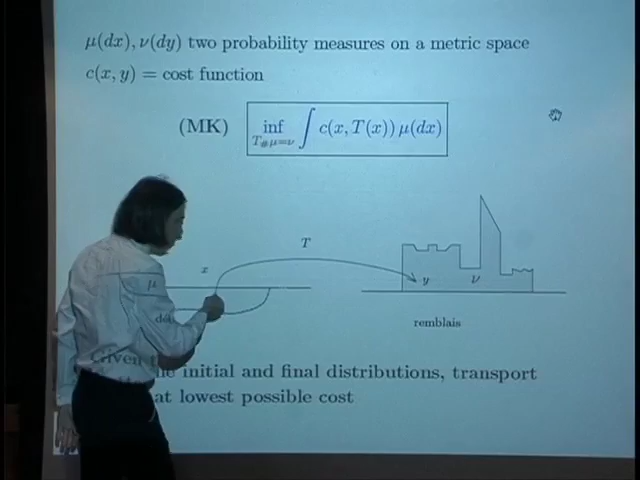 μ(dx), ν(dy) two probability measures on a metric space
c(x, y) = cost function
(MK) inf ∫ c(x, T(x)) μ(dx)
T#μ=ν
T
x
μ
y
ν
remblais
Given
initial and final distributions, transport
at lowest possible cost